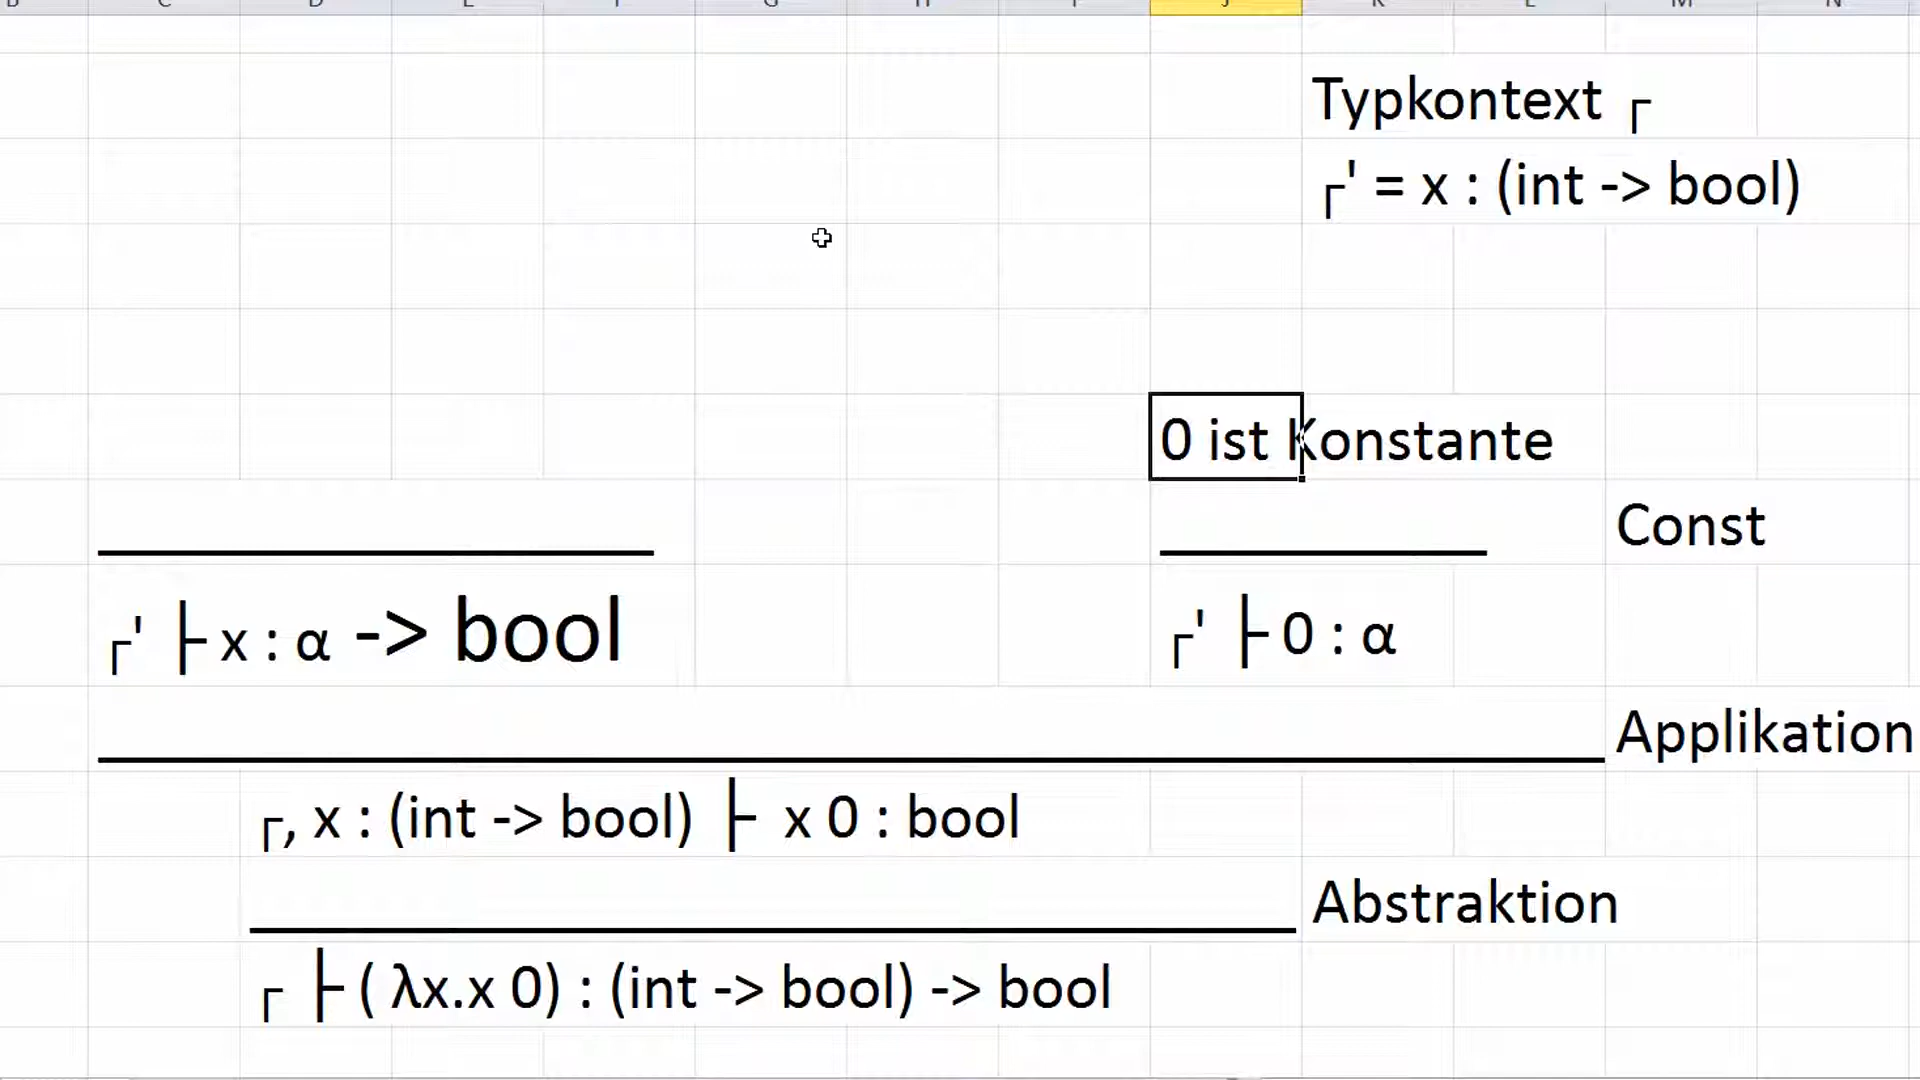 Typkontext ┌
┌' = x : (int -> bool)
0 ist Konstante
Const
┌' ├ x : α -> bool
┌' ├ 0 : α
Applikation
┌, x : (int -> bool) ├ x 0 : bool
Abstraktion
┌ ├ ( λx.x 0) : (int -> bool) -> bool